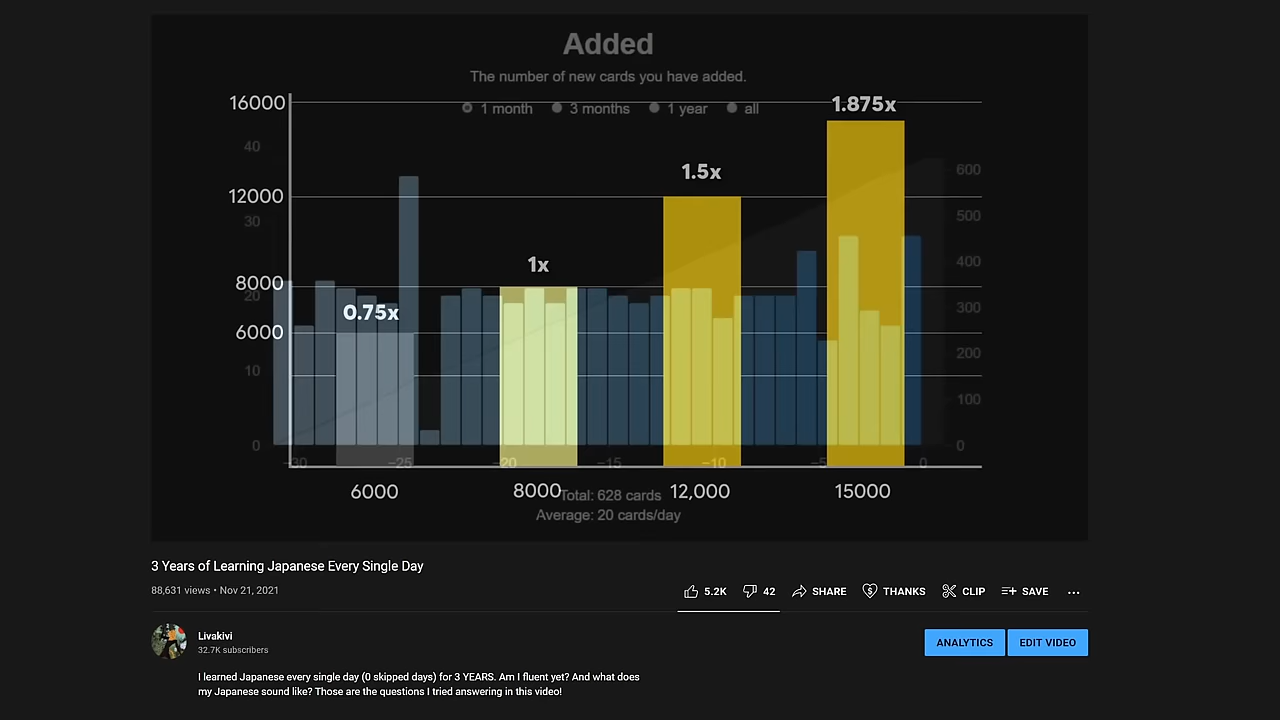 Added
The number of new cards you have added.
1 month 3 months 1 year all
16000
12000
8000
6000
40
30
20
10
0
600
500
400
300
200
100
0
0.75x
1x
1.5x
1.875x
-30 -25 -20 -15 -10 -5 0
6000 8000 12,000 15000
Total: 628 cards
Average: 20 cards/day
3 Years of Learning Japanese Every Single Day
88,631 views • Nov 21, 2021
5.2K 42 SHARE THANKS CLIP SAVE ...
Livakivi
32.7K subscribers
ANALYTICS EDIT VIDEO
I learned Japanese every single day (0 skipped days) for 3 YEARS. Am I fluent yet? And what does
my Japanese sound like? Those are the questions I tried answering in this video!